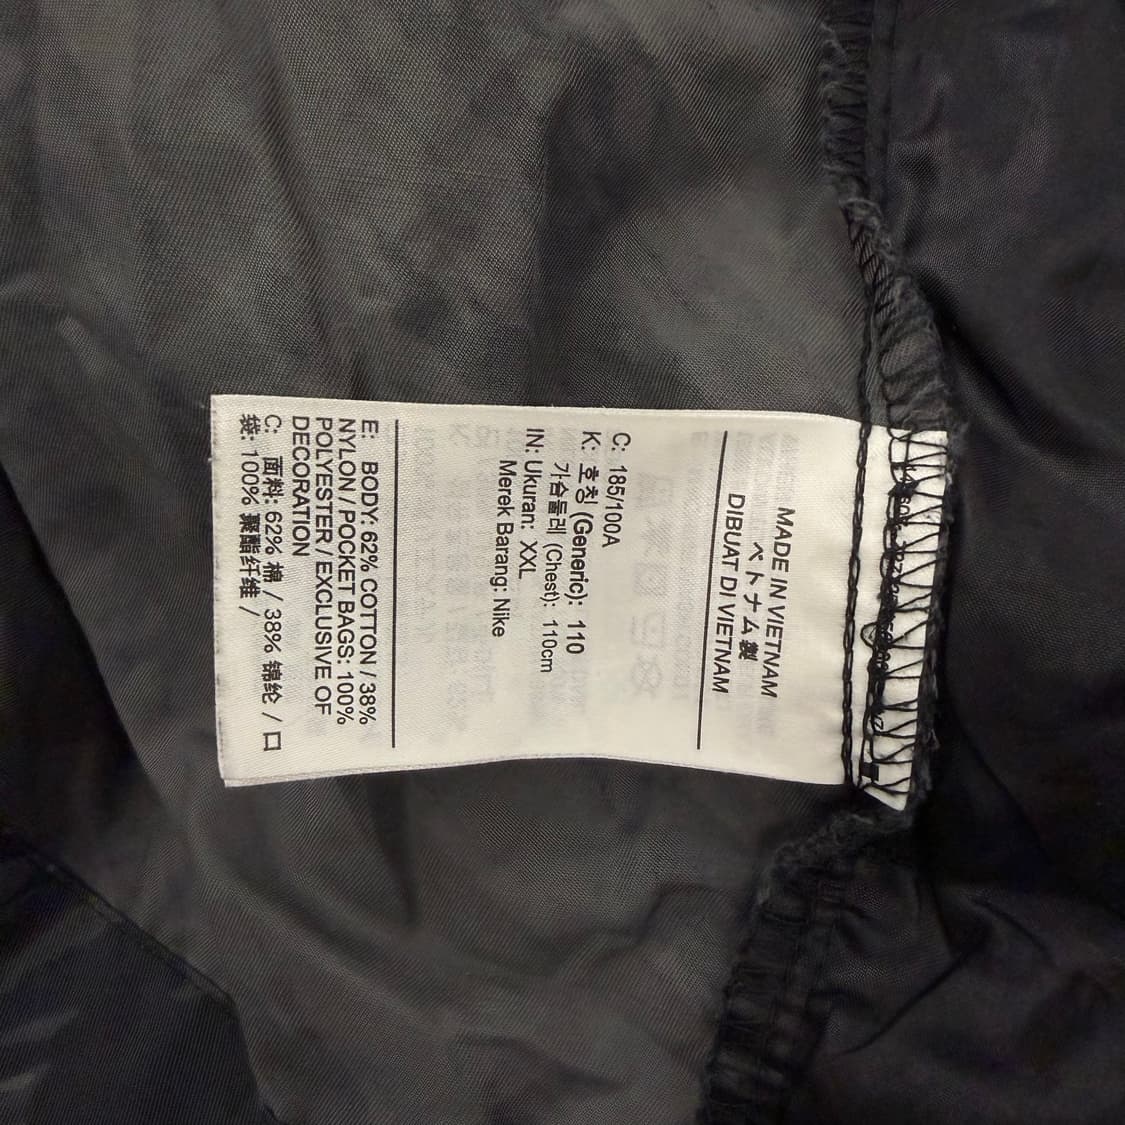 MADE IN VIETNAM
ベトナム製
DIBUAT DI VIETNAM
C: 185/100A
K: 호칭 (Generic): 110
가슴둘레 (Chest): 110cm
IN: Ukuran: XXL
Merek Barang: Nike
E: BODY: 62% COTTON / 38%
NYLON / POCKET BAGS: 100%
POLYESTER / EXCLUSIVE OF
DECORATION
C: 面料: 62% 棉 / 38% 锦纶 / 口
袋: 100% 聚酯纤维 /